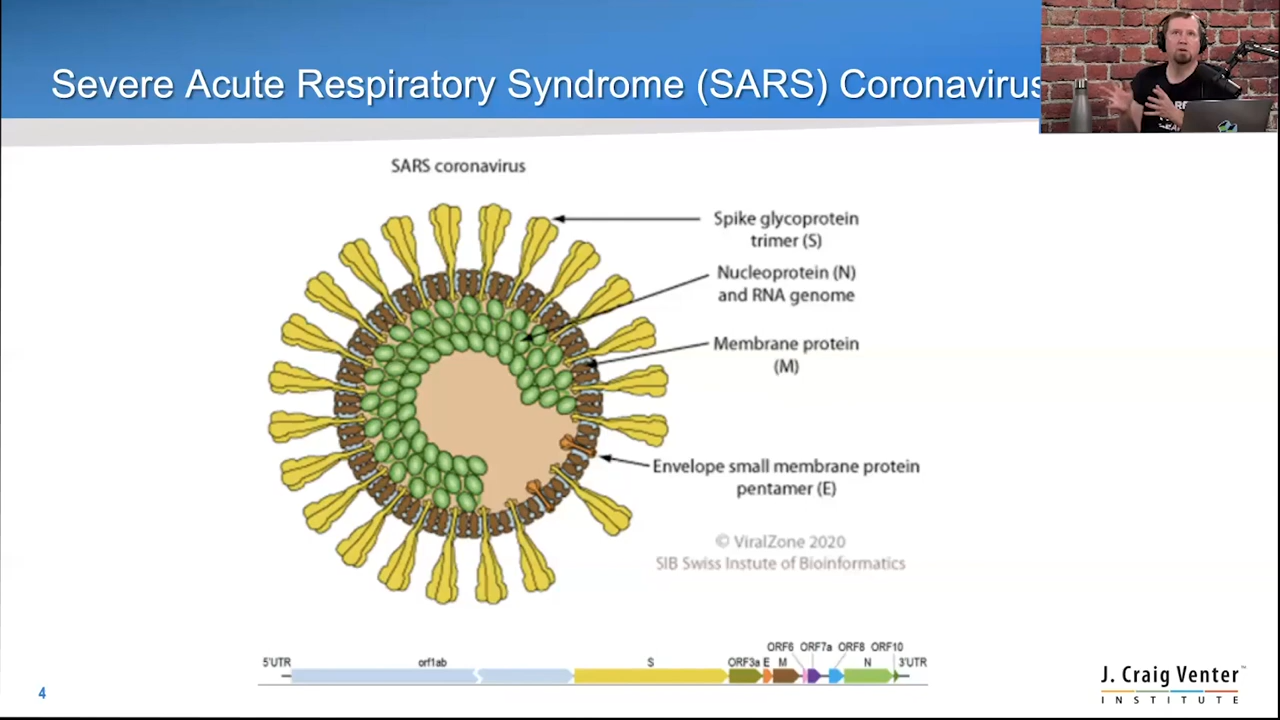 Severe Acute Respiratory Syndrome (SARS) Coronavirus
SARS coronavirus
Spike glycoprotein
trimer (S)
Nucleoprotein (N)
and RNA genome
Membrane protein
(M)
Envelope small membrane protein
pentamer (E)
© ViralZone 2020
SIB Swiss Instute of Bioinformatics
ORF6 ORF7a ORF8 ORF10
5'UTR orf1ab S ORF3a E M N 3'UTR
4
J. Craig Venter™
INSTITUTE